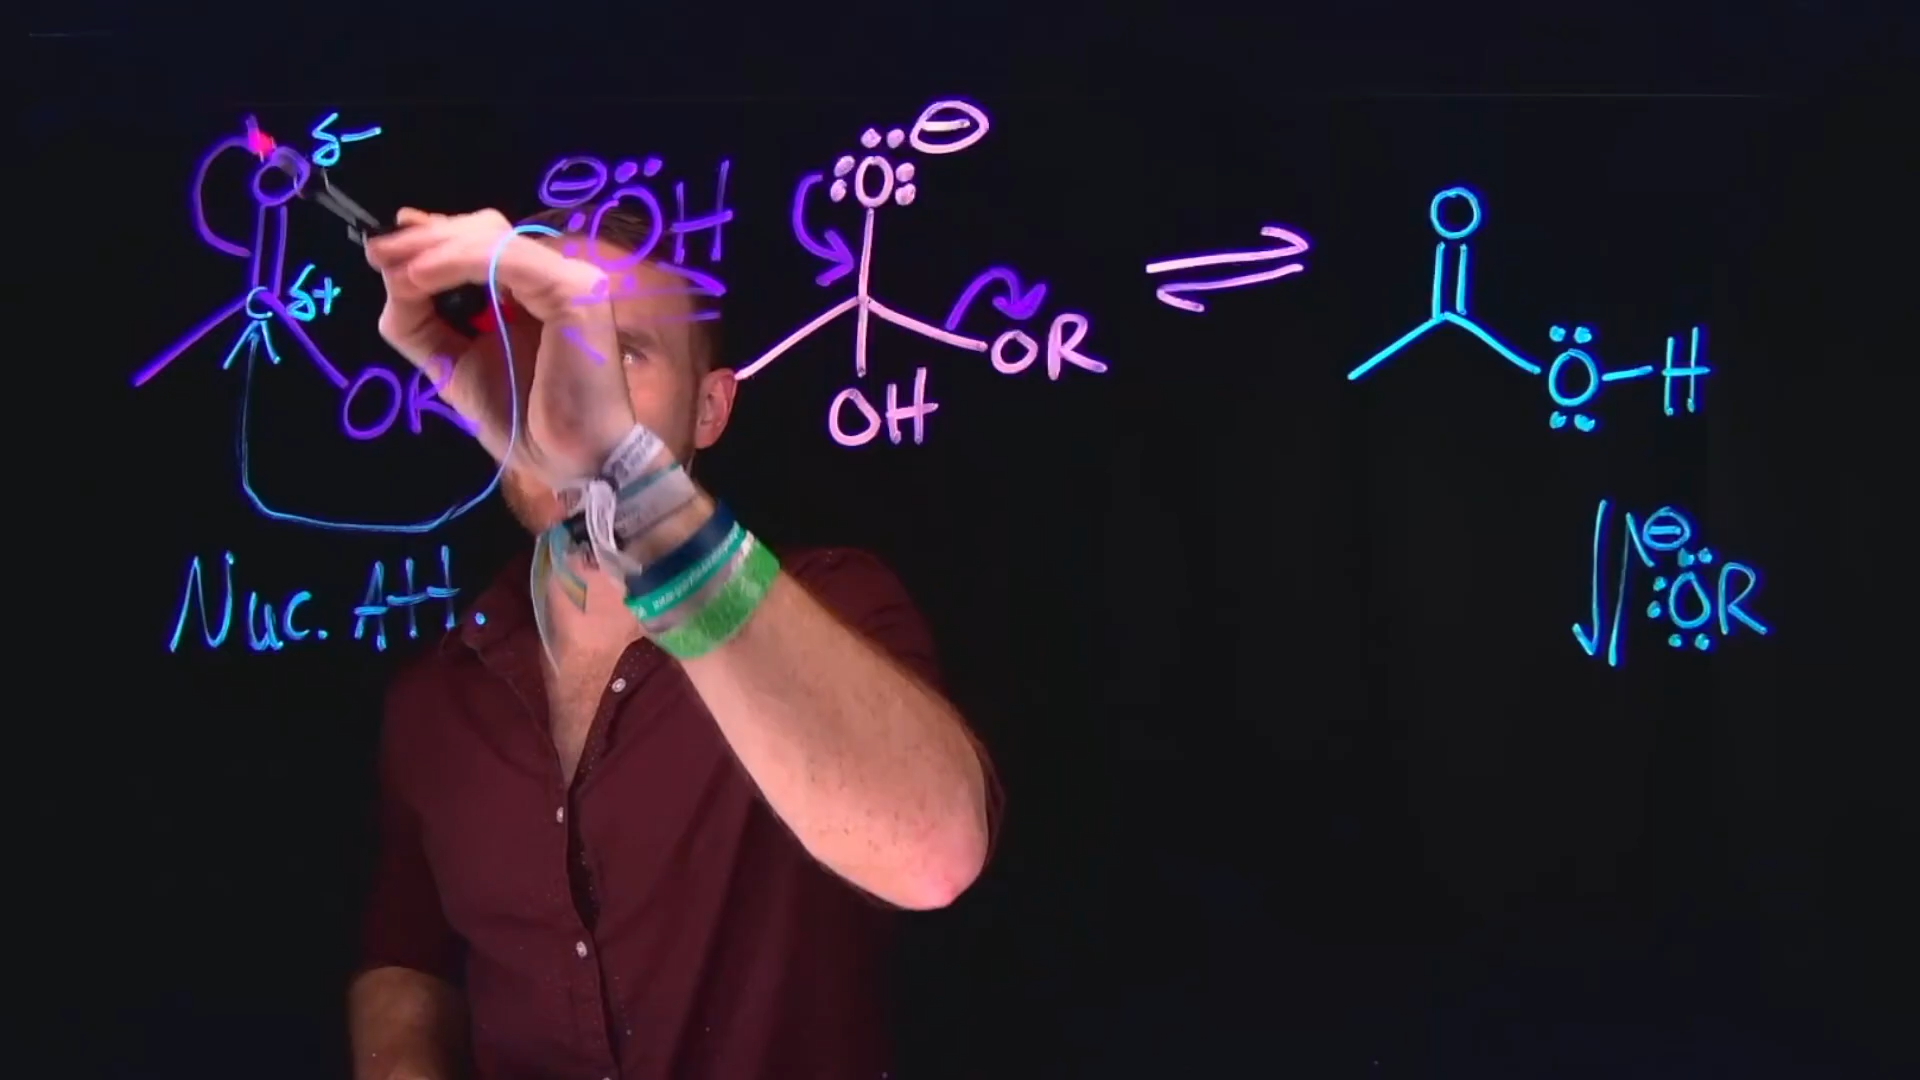 O δ-
C δ+
OR
⊖ :ÖH
Nuc. Att.
:Ö: ⊖
OR
OH
⇌
O
Ö-H
⊖ :ÖR